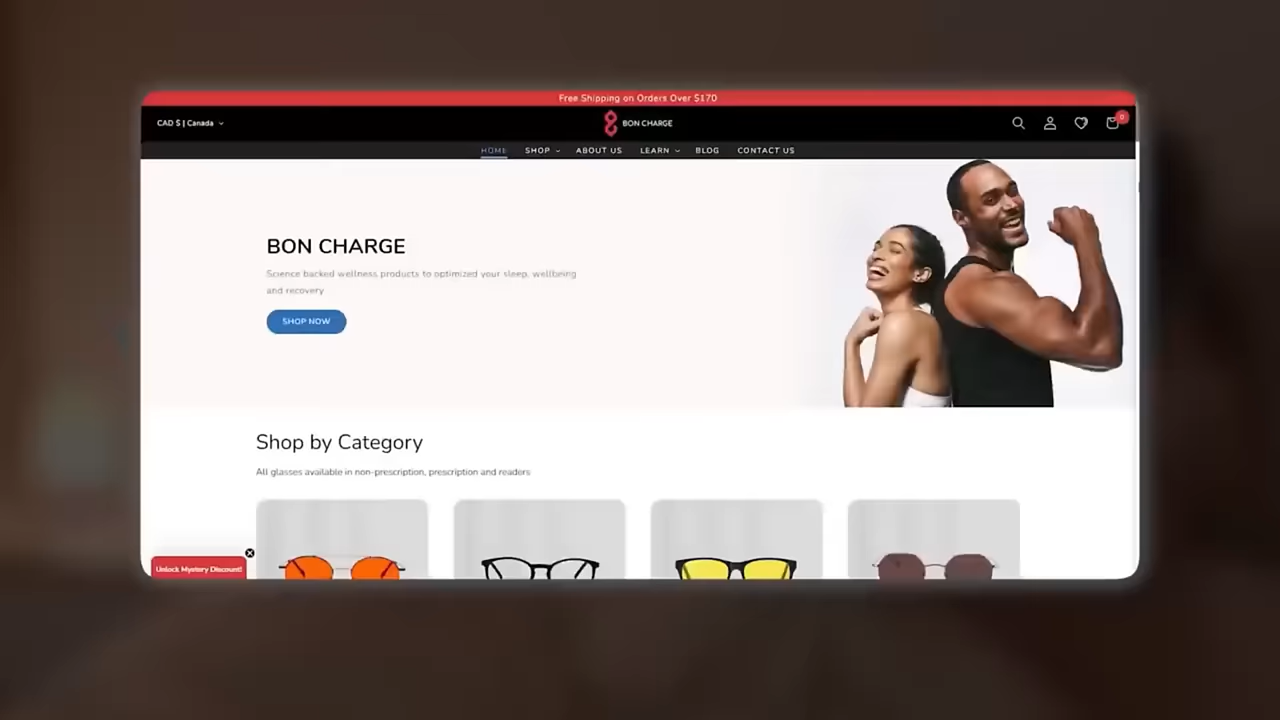 Free Shipping on Orders Over $170
CAD $ | Canada
BON CHARGE
0
HOME SHOP ABOUT US LEARN BLOG CONTACT US
BON CHARGE
Science backed wellness products to optimized your sleep, wellbeing
and recovery
SHOP NOW
Shop by Category
All glasses available in non-prescription, prescription and readers
Unlock Mystery Discount!